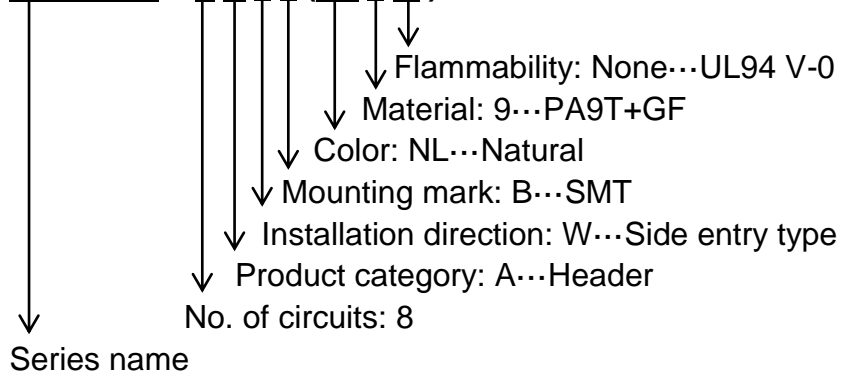 Flammability: None···UL94 V-0
Material: 9···PA9T+GF
Color: NL···Natural
Mounting mark: B···SMT
Installation direction: W···Side entry type
Product category: A···Header
No. of circuits: 8
Series name